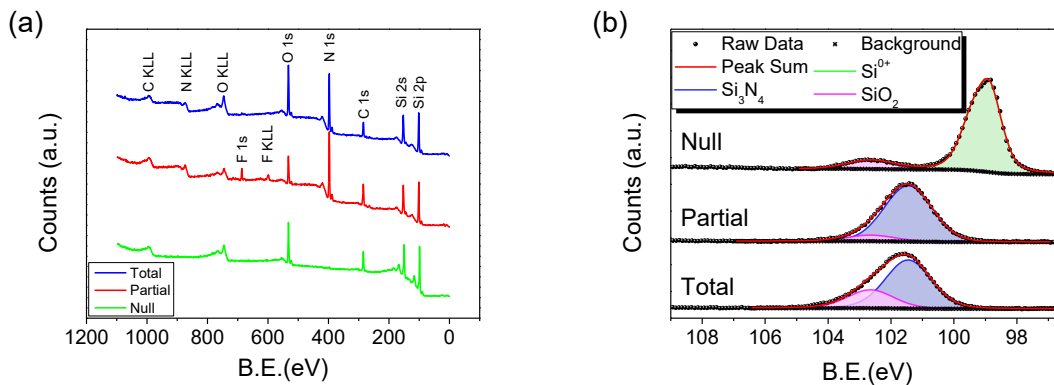 (a)
Counts (a.u.)
C KLL
N KLL
O KLL
F 1s
F KLL
O 1s
N 1s
C 1s
Si 2s
Si 2p
Total
Partial
Null
1200 1000 800 600 400 200 0
B.E.(eV)
(b)
Counts (a.u.)
Raw Data Background
Peak Sum Si⁰⁺
Si₃N₄ SiO₂
Null
Partial
Total
108 106 104 102 100 98
B.E.(eV)